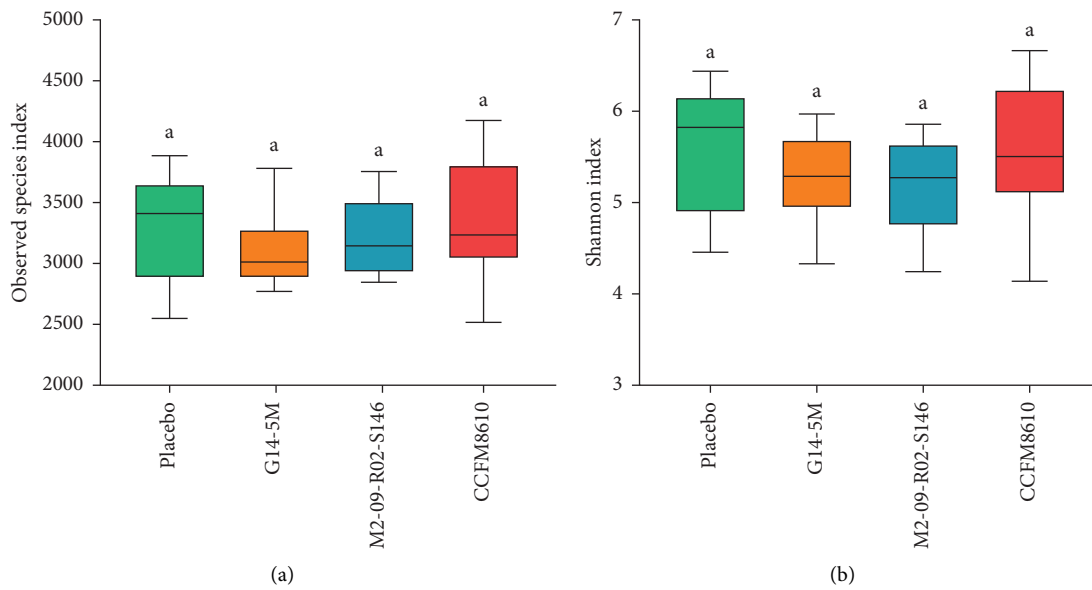 5000
4500
4000
3500
3000
2500
2000
Observed species index
a
a
a
a
Placebo
G14-5M
M2-09-R02-S146
CCFM8610
(a)
7
6
5
4
3
Shannon index
a
a
a
a
Placebo
G14-5M
M2-09-R02-S146
CCFM8610
(b)